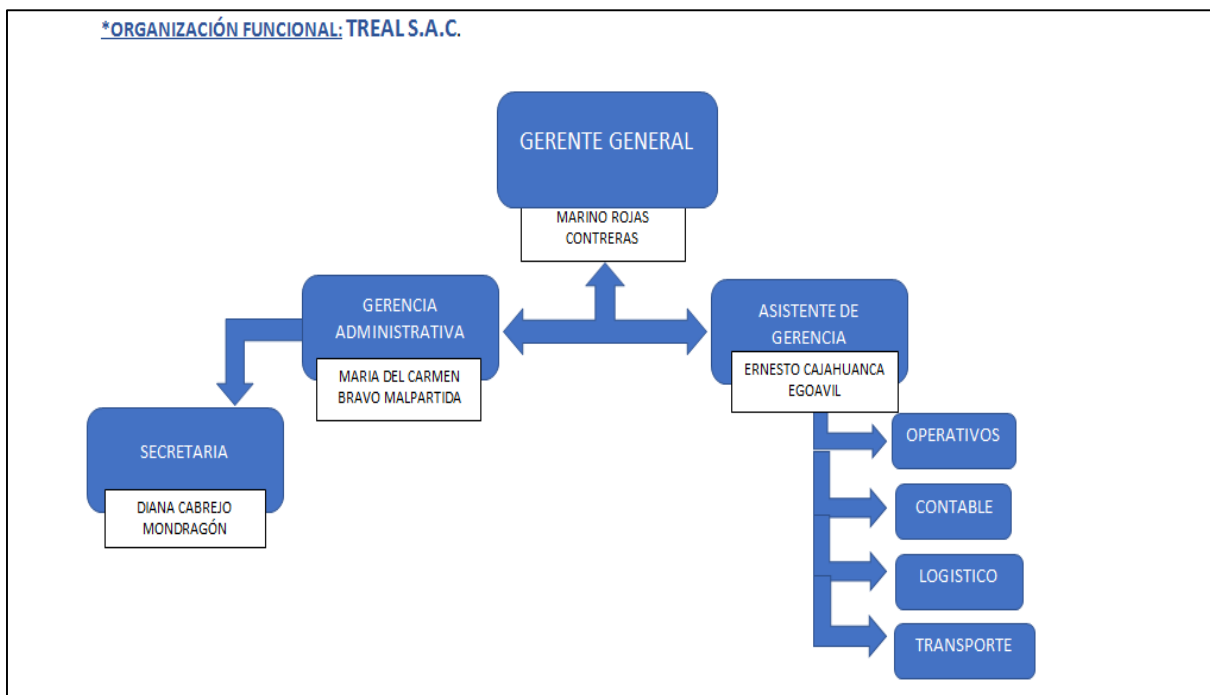 *ORGANIZACIÓN FUNCIONAL: TREAL S.A.C.
GERENTE GENERAL
MARINO ROJAS
CONTRERAS
GERENCIA
ADMINISTRATIVA
MARIA DEL CARMEN
BRAVO MALPARTIDA
ASISTENTE DE
GERENCIA
ERNESTO CAJAHUANCA
EGOAVIL
SECRETARIA
DIANA CABREJO
MONDRAGÓN
OPERATIVOS
CONTABLE
LOGISTICO
TRANSPORTE